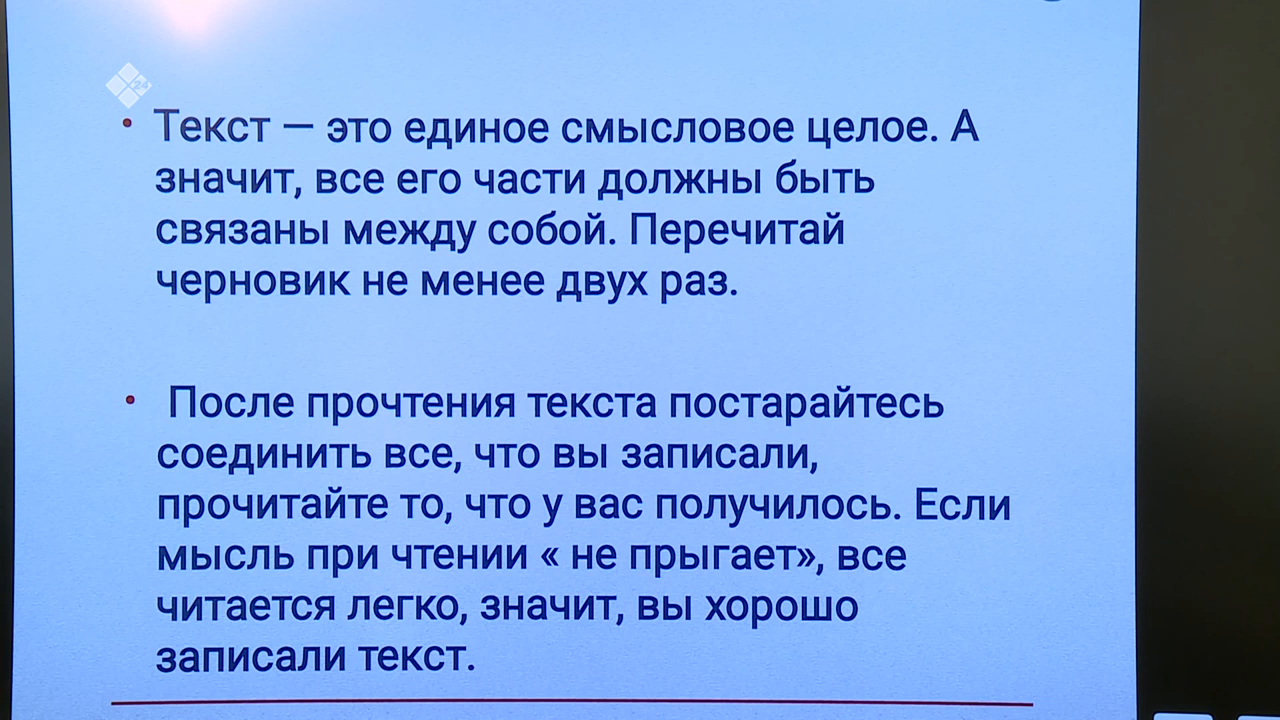 X24
• Текст — это единое смысловое целое. А
значит, все его части должны быть
связаны между собой. Перечитай
черновик не менее двух раз.
• После прочтения текста постарайтесь
соединить все, что вы записали,
прочитайте то, что у вас получилось. Если
мысль при чтении « не прыгает», все
читается легко, значит, вы хорошо
записали текст.